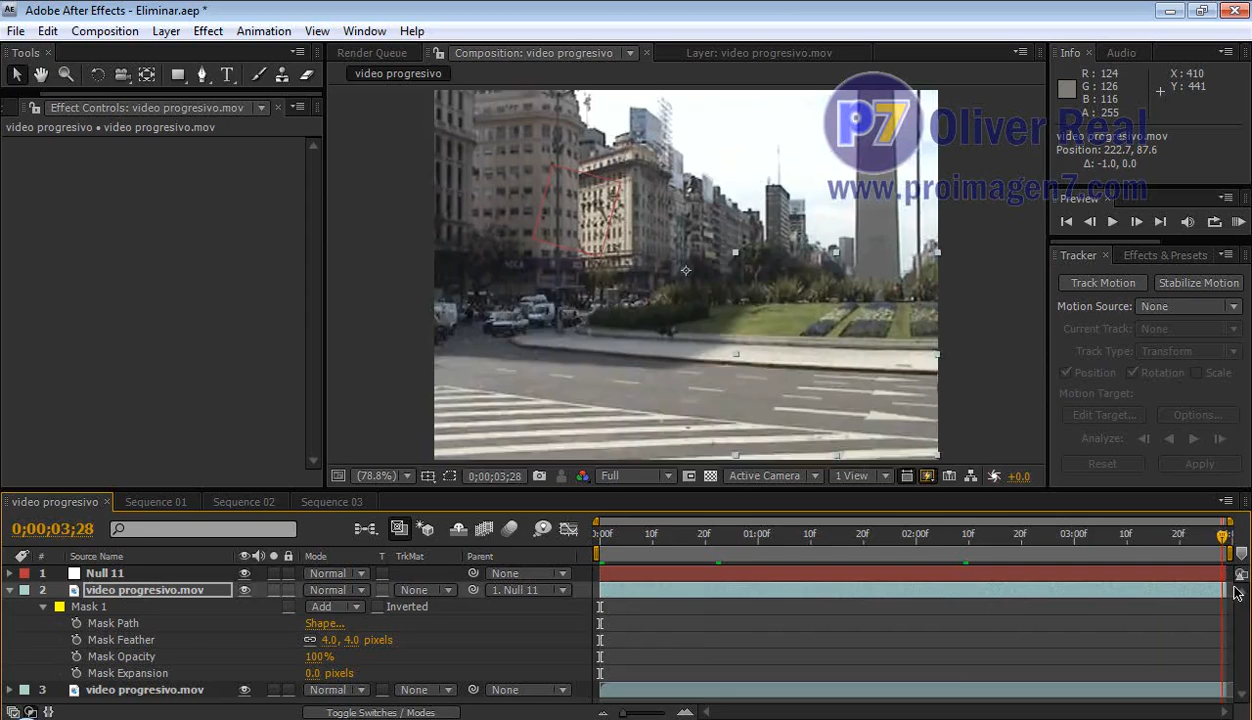 Adobe After Effects - Eliminar.aep *
File Edit Composition Layer Effect Animation View Window Help
Tools
Render Queue
Composition: video progresivo
Layer: video progresivo.mov
Info
Audio
video progresivo
Effect Controls: video progresivo.mov
video progresivo • video progresivo.mov
R: 124
G: 126
B: 116
A: 255
X: 410
Y: 441
video progresivo.mov
Position: 222.7, 87.6
Δ: -1.0, 0.0
P7 Oliver Real
www.proimagen7.com
Preview
Tracker
Effects & Presets
Track Motion
Stabilize Motion
Motion Source: None
Current Track: None
Track Type: Transform
Position Rotation Scale
Motion Target:
Edit Target...
Options...
Analyze:
Reset
Apply
(78.8%)
0;00;03;28
Full
Active Camera
1 View
+0.0
video progresivo
Sequence 01
Sequence 02
Sequence 03
0;00;03;28
:00f 10f 20f 01:00f 10f 20f 02:00f 10f 20f 03:00f 10f 20f
# Source Name Mode T TrkMat Parent
1 Null 11 Normal None
2 video progresivo.mov Normal None 1. Null 11
Mask 1 Add Inverted
Mask Path Shape...
Mask Feather 4.0, 4.0 pixels
Mask Opacity 100%
Mask Expansion 0.0 pixels
3 video progresivo.mov Normal None None
Toggle Switches / Modes